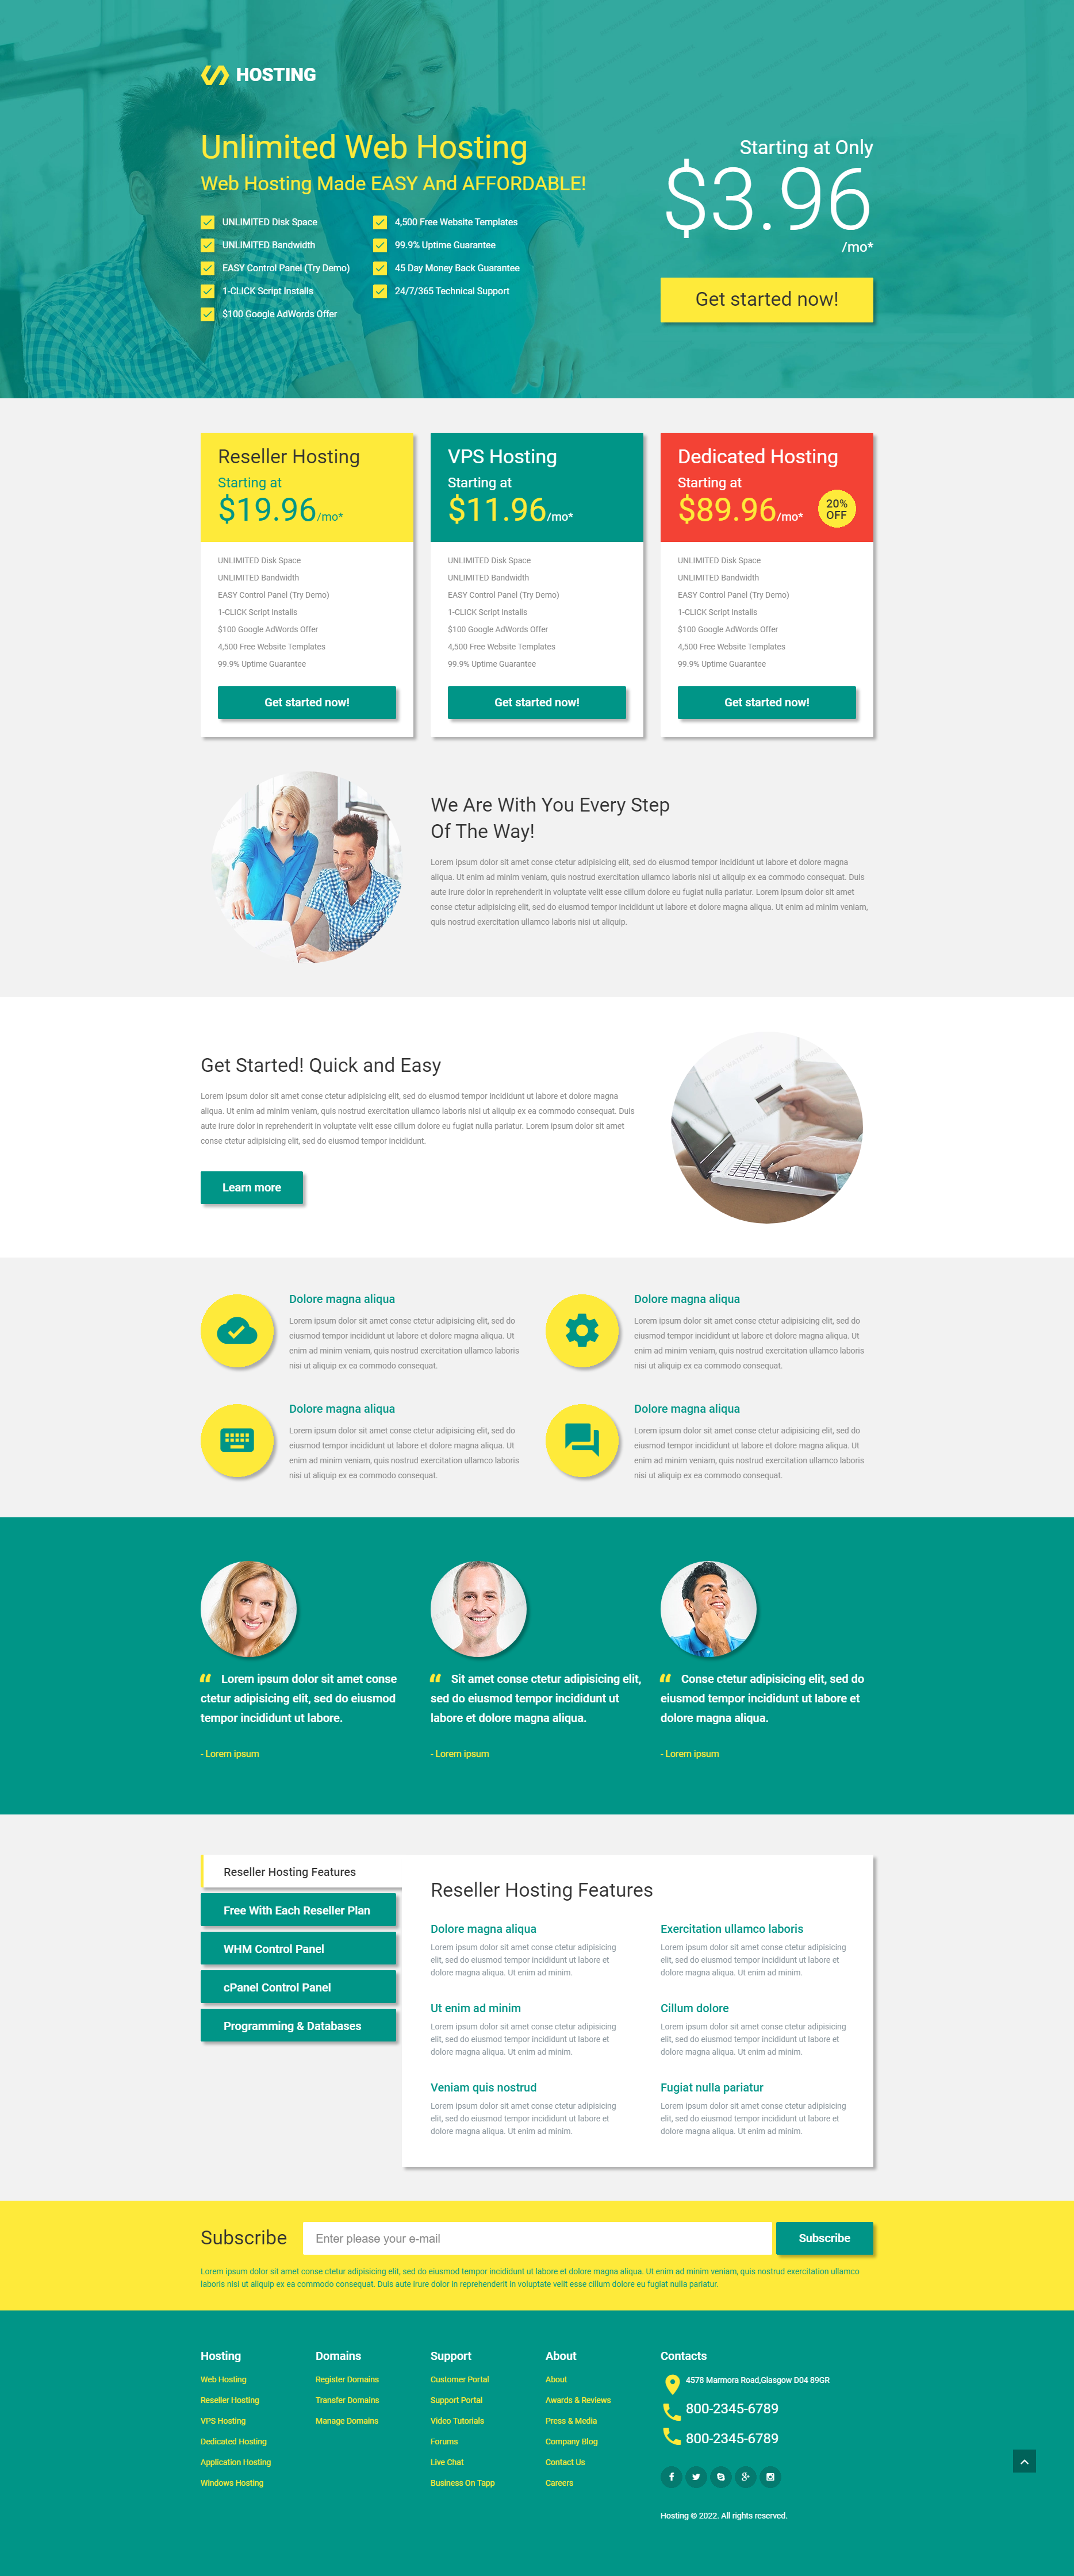 HOSTING
Unlimited Web Hosting
Web Hosting Made EASY And AFFORDABLE!
UNLIMITED Disk Space
UNLIMITED Bandwidth
EASY Control Panel (Try Demo)
1-CLICK Script Installs
$100 Google AdWords Offer
4,500 Free Website Templates
99.9% Uptime Guarantee
45 Day Money Back Guarantee
24/7/365 Technical Support
Starting at Only
$3.96
/mo*
Get started now!
Reseller Hosting
Starting at
$19.96/mo*
UNLIMITED Disk Space
UNLIMITED Bandwidth
EASY Control Panel (Try Demo)
1-CLICK Script Installs
$100 Google AdWords Offer
4,500 Free Website Templates
99.9% Uptime Guarantee
Get started now!
VPS Hosting
Starting at
$11.96/mo*
UNLIMITED Disk Space
UNLIMITED Bandwidth
EASY Control Panel (Try Demo)
1-CLICK Script Installs
$100 Google AdWords Offer
4,500 Free Website Templates
99.9% Uptime Guarantee
Get started now!
Dedicated Hosting
Starting at
$89.96/mo*
20%
OFF
UNLIMITED Disk Space
UNLIMITED Bandwidth
EASY Control Panel (Try Demo)
1-CLICK Script Installs
$100 Google AdWords Offer
4,500 Free Website Templates
99.9% Uptime Guarantee
Get started now!
We Are With You Every Step
Of The Way!
Lorem ipsum dolor sit amet conse ctetur adipisicing elit, sed do eiusmod tempor incididunt ut labore et dolore magna
aliqua. Ut enim ad minim veniam, quis nostrud exercitation ullamco laboris nisi ut aliquip ex ea commodo consequat. Duis
aute irure dolor in reprehenderit in voluptate velit esse cillum dolore eu fugiat nulla pariatur. Lorem ipsum dolor sit amet
conse ctetur adipisicing elit, sed do eiusmod tempor incididunt ut labore et dolore magna aliqua. Ut enim ad minim veniam,
quis nostrud exercitation ullamco laboris nisi ut aliquip.
Get Started! Quick and Easy
Lorem ipsum dolor sit amet conse ctetur adipisicing elit, sed do eiusmod tempor incididunt ut labore et dolore magna
aliqua. Ut enim ad minim veniam, quis nostrud exercitation ullamco laboris nisi ut aliquip ex ea commodo consequat. Duis
aute irure dolor in reprehenderit in voluptate velit esse cillum dolore eu fugiat nulla pariatur. Lorem ipsum dolor sit amet
conse ctetur adipisicing elit, sed do eiusmod tempor incididunt.
Learn more
Dolore magna aliqua
Lorem ipsum dolor sit amet conse ctetur adipisicing elit, sed do
eiusmod tempor incididunt ut labore et dolore magna aliqua. Ut
enim ad minim veniam, quis nostrud exercitation ullamco laboris
nisi ut aliquip ex ea commodo consequat.
Dolore magna aliqua
Lorem ipsum dolor sit amet conse ctetur adipisicing elit, sed do
eiusmod tempor incididunt ut labore et dolore magna aliqua. Ut
enim ad minim veniam, quis nostrud exercitation ullamco laboris
nisi ut aliquip ex ea commodo consequat.
Dolore magna aliqua
Lorem ipsum dolor sit amet conse ctetur adipisicing elit, sed do
eiusmod tempor incididunt ut labore et dolore magna aliqua. Ut
enim ad minim veniam, quis nostrud exercitation ullamco laboris
nisi ut aliquip ex ea commodo consequat.
Dolore magna aliqua
Lorem ipsum dolor sit amet conse ctetur adipisicing elit, sed do
eiusmod tempor incididunt ut labore et dolore magna aliqua. Ut
enim ad minim veniam, quis nostrud exercitation ullamco laboris
nisi ut aliquip ex ea commodo consequat.
“ Lorem ipsum dolor sit amet conse
ctetur adipisicing elit, sed do eiusmod
tempor incididunt ut labore.
- Lorem ipsum
“ Sit amet conse ctetur adipisicing elit,
sed do eiusmod tempor incididunt ut
labore et dolore magna aliqua.
- Lorem ipsum
“ Conse ctetur adipisicing elit, sed do
eiusmod tempor incididunt ut labore et
dolore magna aliqua.
- Lorem ipsum
Reseller Hosting Features
Free With Each Reseller Plan
WHM Control Panel
cPanel Control Panel
Programming & Databases
Reseller Hosting Features
Dolore magna aliqua
Lorem ipsum dolor sit amet conse ctetur adipisicing
elit, sed do eiusmod tempor incididunt ut labore et
dolore magna aliqua. Ut enim ad minim.
Exercitation ullamco laboris
Lorem ipsum dolor sit amet conse ctetur adipisicing
elit, sed do eiusmod tempor incididunt ut labore et
dolore magna aliqua. Ut enim ad minim.
Ut enim ad minim
Lorem ipsum dolor sit amet conse ctetur adipisicing
elit, sed do eiusmod tempor incididunt ut labore et
dolore magna aliqua. Ut enim ad minim.
Cillum dolore
Lorem ipsum dolor sit amet conse ctetur adipisicing
elit, sed do eiusmod tempor incididunt ut labore et
dolore magna aliqua. Ut enim ad minim.
Veniam quis nostrud
Lorem ipsum dolor sit amet conse ctetur adipisicing
elit, sed do eiusmod tempor incididunt ut labore et
dolore magna aliqua. Ut enim ad minim.
Fugiat nulla pariatur
Lorem ipsum dolor sit amet conse ctetur adipisicing
elit, sed do eiusmod tempor incididunt ut labore et
dolore magna aliqua. Ut enim ad minim.
Subscribe
Enter please your e-mail
Subscribe
Lorem ipsum dolor sit amet conse ctetur adipisicing elit, sed do eiusmod tempor incididunt ut labore et dolore magna aliqua. Ut enim ad minim veniam, quis nostrud exercitation ullamco
laboris nisi ut aliquip ex ea commodo consequat. Duis aute irure dolor in reprehenderit in voluptate velit esse cillum dolore eu fugiat nulla pariatur.
Hosting
Web Hosting
Reseller Hosting
VPS Hosting
Dedicated Hosting
Application Hosting
Windows Hosting
Domains
Register Domains
Transfer Domains
Manage Domains
Support
Customer Portal
Support Portal
Video Tutorials
Forums
Live Chat
Business On Tapp
About
About
Awards & Reviews
Press & Media
Company Blog
Contact Us
Careers
Contacts
4578 Marmora Road,Glasgow D04 89GR
800-2345-6789
800-2345-6789
Hosting © 2022. All rights reserved.